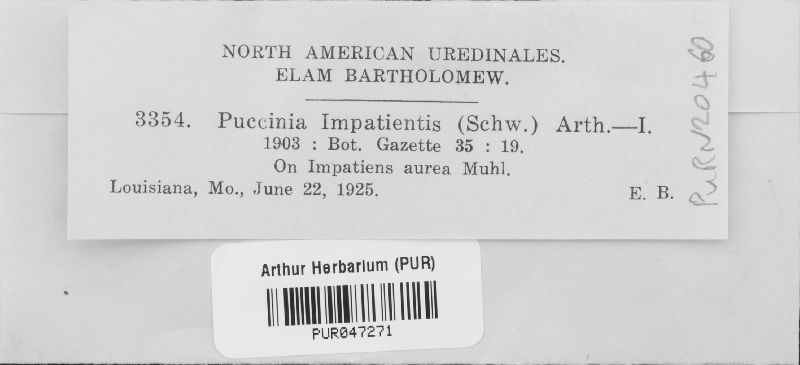 NORTH AMERICAN UREDINALES.
ELAM BARTHOLOMEW.
3354. Puccinia Impatientis (Schw.) Arth.—I.
1903 : Bot. Gazette 35 : 19.
On Impatiens aurea Muhl.
Louisiana, Mo., June 22, 1925. E. B.
PURN20460
Arthur Herbarium (PUR)
PUR047271